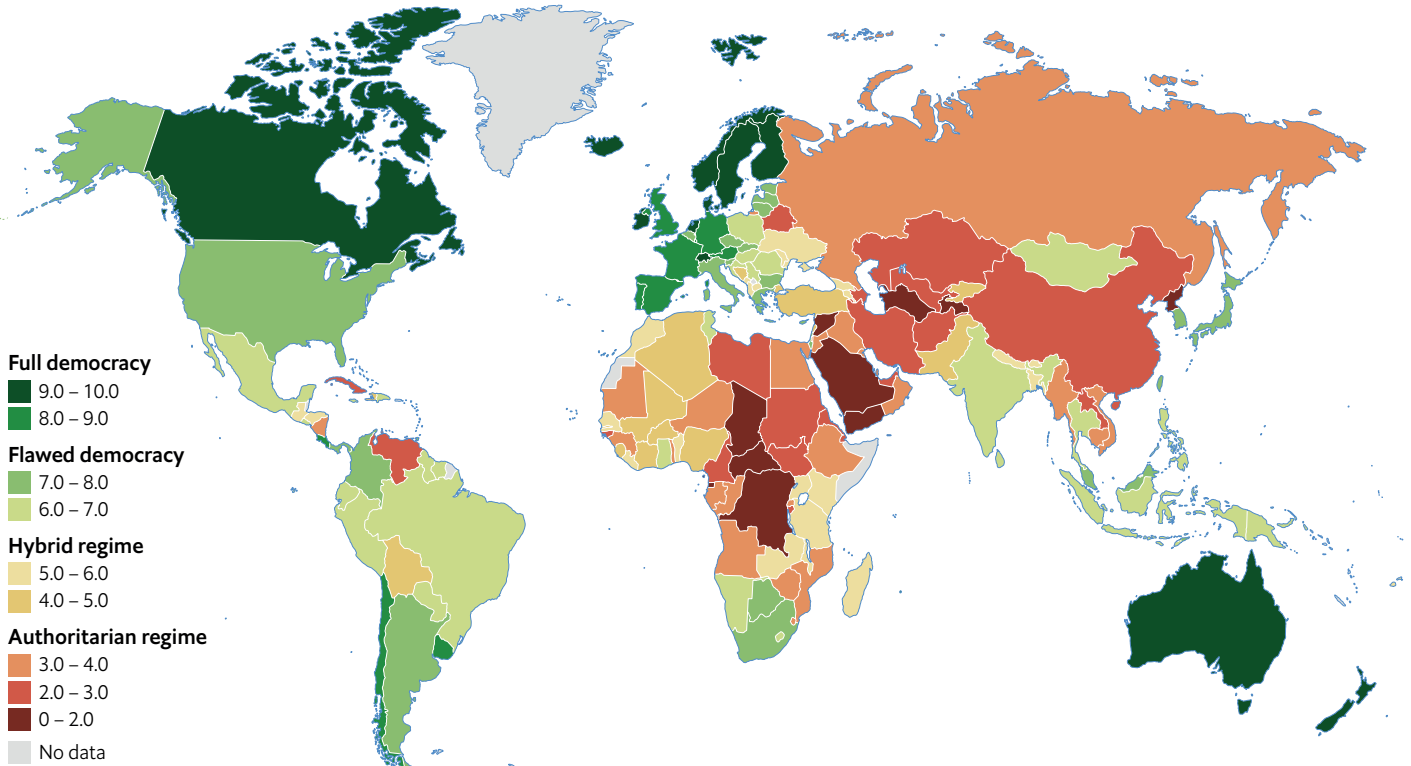 Full democracy
9.0 – 10.0
8.0 – 9.0
Flawed democracy
7.0 – 8.0
6.0 – 7.0
Hybrid regime
5.0 – 6.0
4.0 – 5.0
Authoritarian regime
3.0 – 4.0
2.0 – 3.0
0 – 2.0
No data